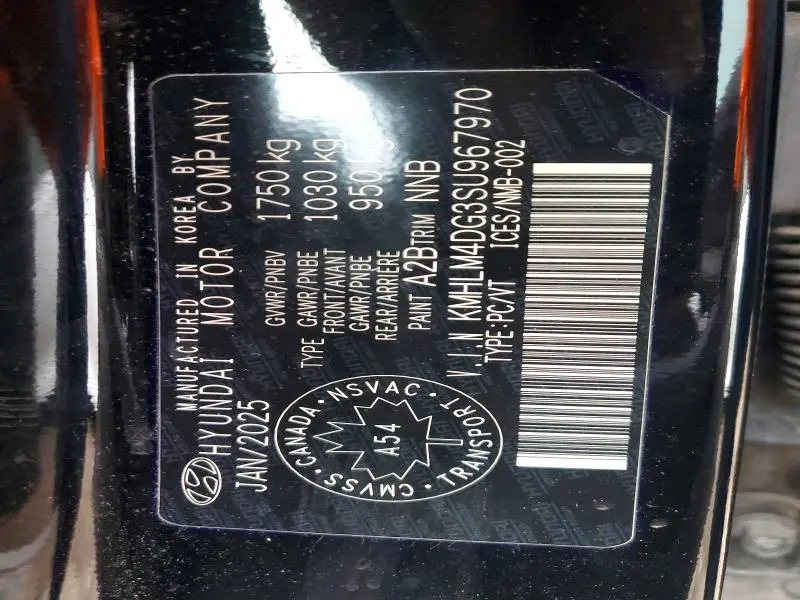 MANUFACTURED IN KOREA BY
HYUNDAI MOTOR COMPANY
JAN/2025
GVWR/PNBV 1750 kg
TYPE GAWR/PNBE FRONT/AVANT 1030 kg
GAWR/PNBE REAR/ARRIERE 950 kg
PAINT A2B TRIM NNB
V.I.N KMHLM4DG3SU967970
TYPE:PC/VT ICES/NMB-002
CANADA · NSVAC · TRANSPORT · CMVSS ·
A54